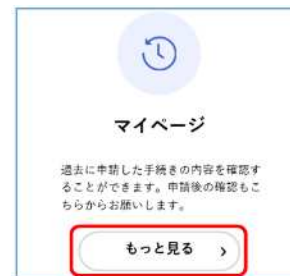 マイページ
過去に申請した手続きの内容を確認す
ることができます。申請後の確認もこ
ちらからお願いします。
もっと見る